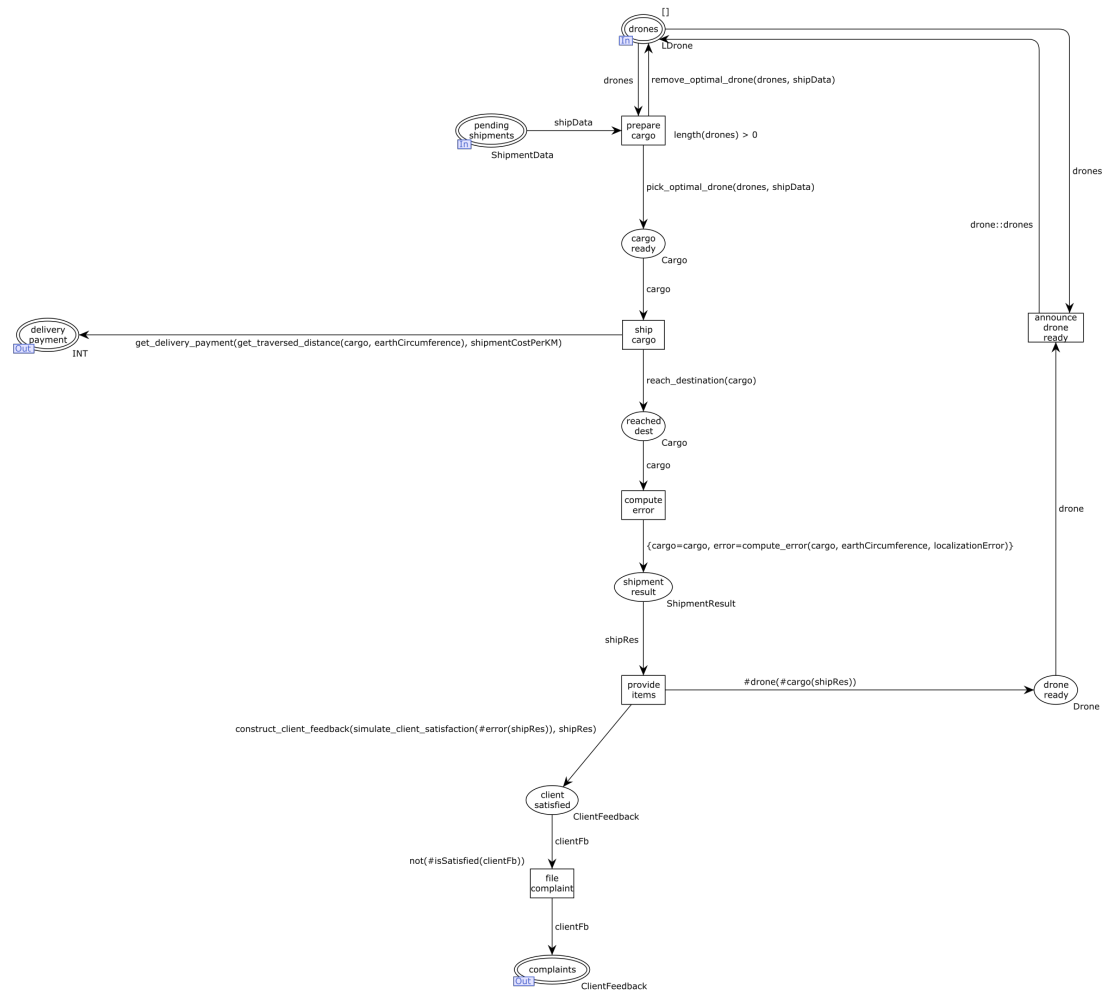 []
drones
In
LDrone
drones
remove_optimal_drone(drones, shipData)
pending
shipments
In
ShipmentData
shipData
prepare
cargo
length(drones) > 0
drones
pick_optimal_drone(drones, shipData)
drone::drones
cargo
ready
Cargo
cargo
delivery
payment
Out
INT
get_delivery_payment(get_traversed_distance(cargo, earthCircumference), shipmentCostPerKM)
ship
cargo
announce
drone
ready
reach_destination(cargo)
reached
dest
Cargo
cargo
compute
error
drone
{cargo=cargo, error=compute_error(cargo, earthCircumference, localizationError)}
shipment
result
ShipmentResult
shipRes
provide
items
#drone(#cargo(shipRes))
drone
ready
Drone
construct_client_feedback(simulate_client_satisfaction(#error(shipRes)), shipRes)
client
satisfied
ClientFeedback
clientFb
not(#isSatisfied(clientFb))
file
complaint
clientFb
complaints
Out
ClientFeedback